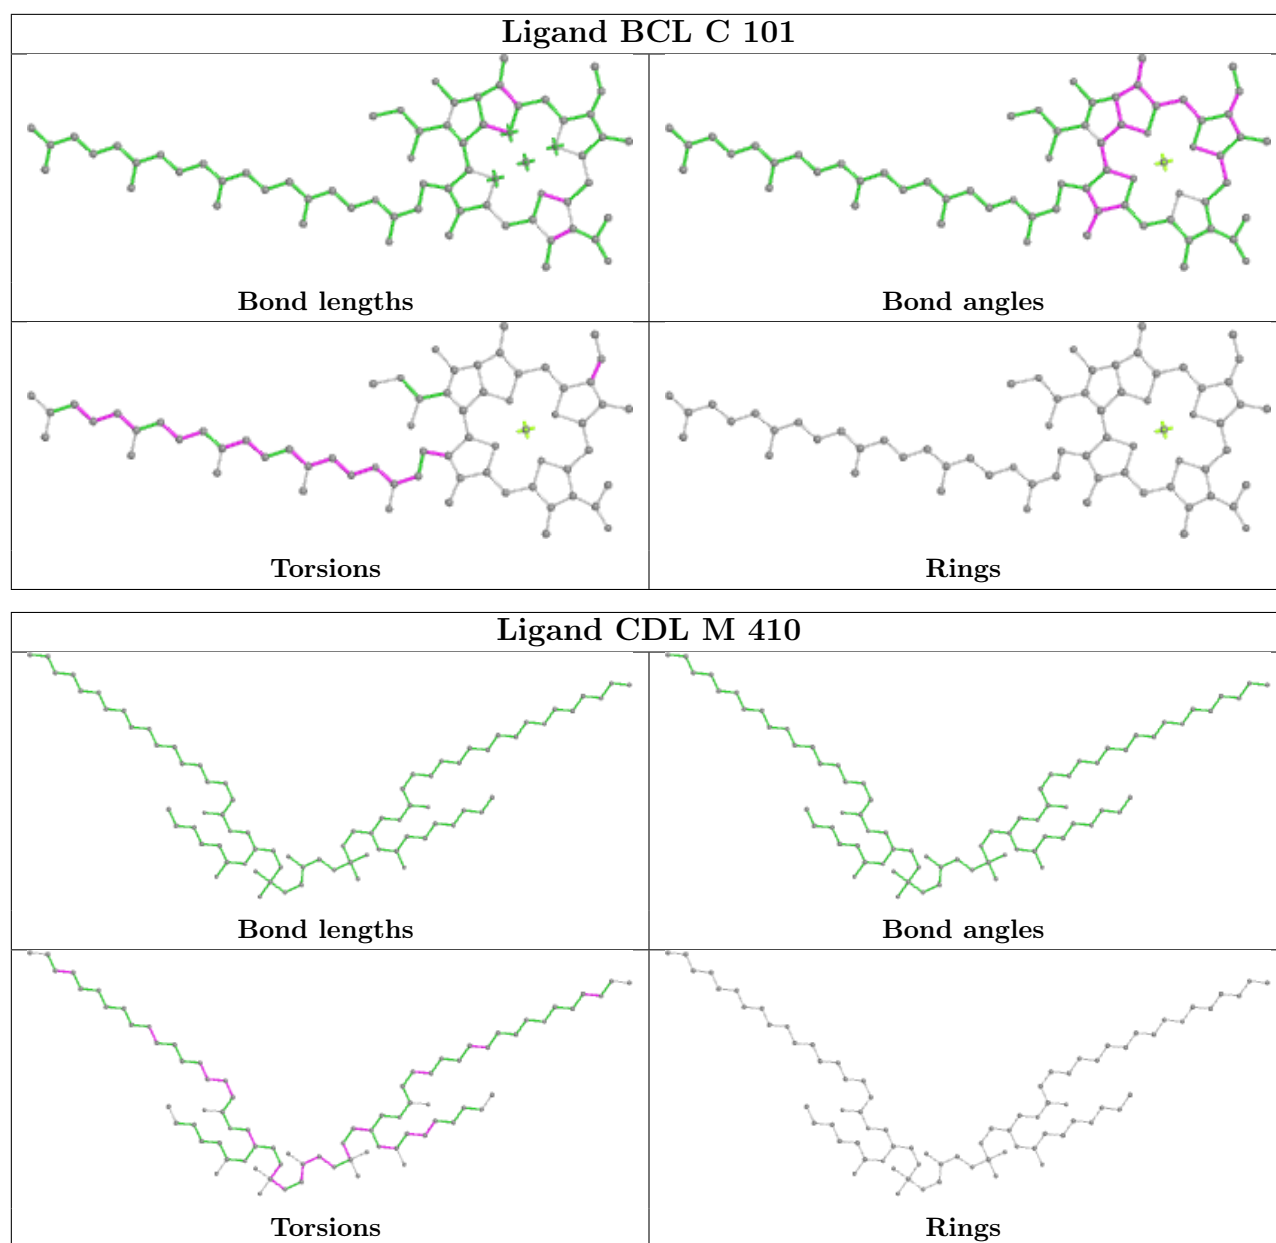 Ligand BCL C 101
Bond lengths
Bond angles
Torsions
Rings
Ligand CDL M 410
Bond lengths
Bond angles
Torsions
Rings